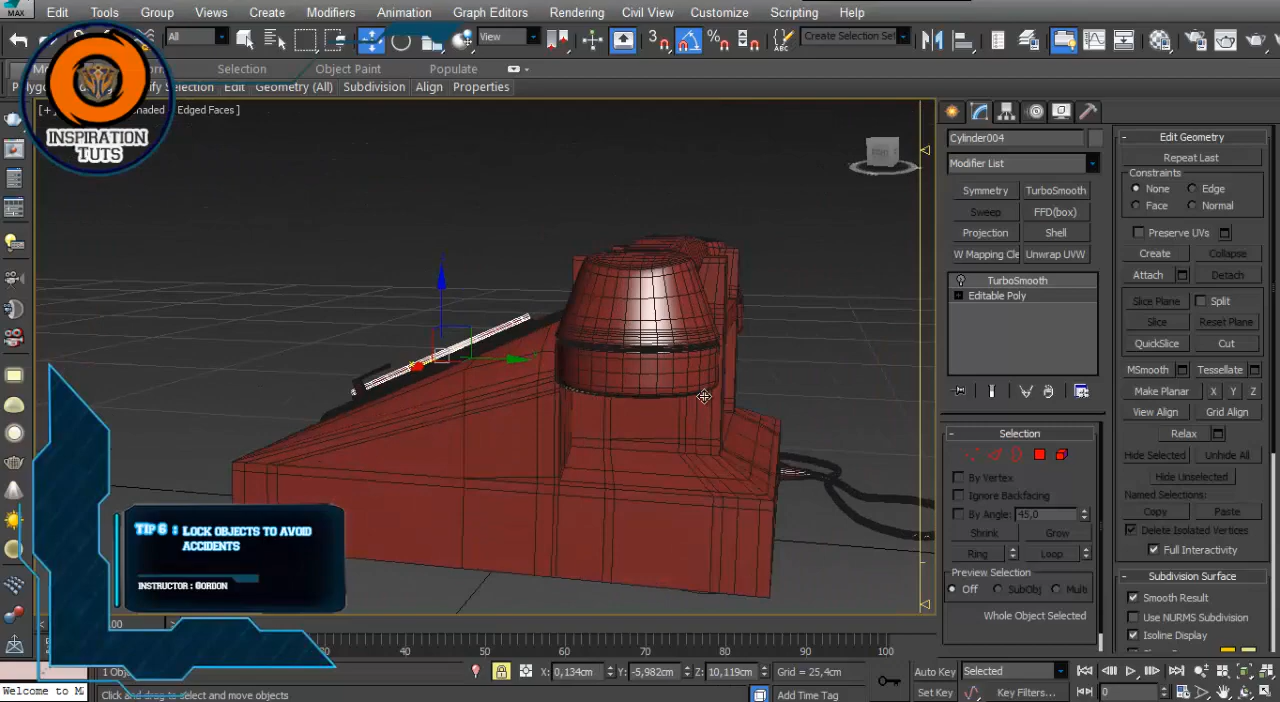 Edit Tools Group Views Create Modifiers Animation Graph Editors Rendering Civil View Customize Scripting Help
MAX
All
View
Create Selection Set
Selection Object Paint Populate
Selection Edit Geometry (All) Subdivision Align Properties
Edged Faces ]
INSPIRATION
TUTS
Cylinder004
Modifier List
Symmetry TurboSmooth
Sweep FFD(box)
Projection Shell
W Mapping Cle Unwrap UVW
TurboSmooth
Editable Poly
Selection
By Vertex
Ignore Backfacing
By Angle: 45,0
Shrink Grow
Ring Loop
Preview Selection
Off SubObj Multi
Whole Object Selected
Edit Geometry
Repeat Last
Constraints
None Edge
Face Normal
Preserve UVs
Create Collapse
Attach Detach
Slice Plane Split
Slice Reset Plane
QuickSlice Cut
MSmooth Tessellate
Make Planar X Y Z
View Align Grid Align
Relax
Hide Selected Unhide All
Hide Unselected
Named Selections:
Copy Paste
Delete Isolated Vertices
Full Interactivity
Subdivision Surface
Smooth Result
Use NURMS Subdivision
Isoline Display
TIP 6 : LOCK OBJECTS TO AVOID
ACCIDENTS
INSTRUCTOR : GORDON
40 50 60 70 80 90 100
X: 0,134cm Y: -5,982cm Z: 10,119cm Grid = 25,4cm
Auto Key Selected
Welcome to M
Click and drag to select and move objects
Add Time Tag
Set Key Key Filters... 0